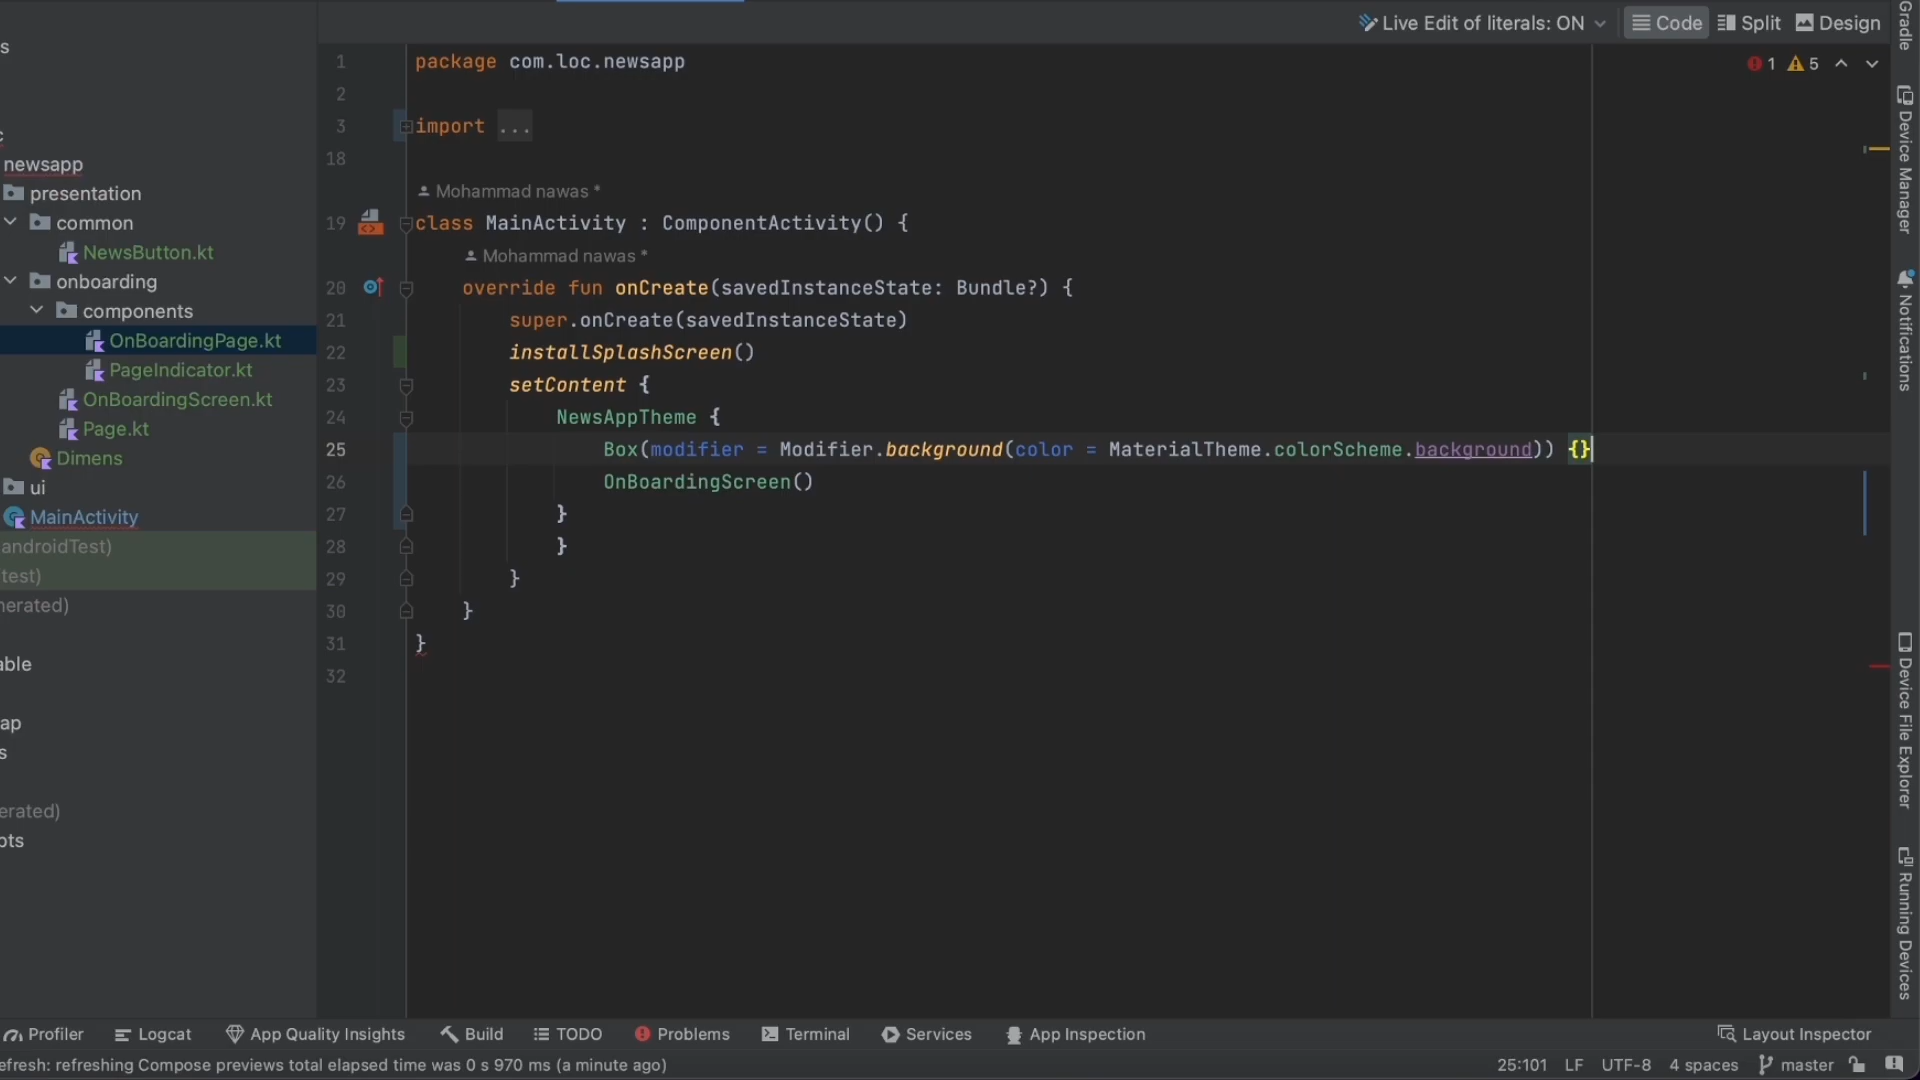 Live Edit of literals: ON
Code
Split
Design
Gradle
s
1 package com.loc.newsapp
1 5
2
3 import ...
18
Mohammad nawas *
19 class MainActivity : ComponentActivity() {
Mohammad nawas *
20 override fun onCreate(savedInstanceState: Bundle?) {
21 super.onCreate(savedInstanceState)
22 installSplashScreen()
23 setContent {
24 NewsAppTheme {
25 Box(modifier = Modifier.background(color = MaterialTheme.colorScheme.background)) {}
26 OnBoardingScreen()
27 }
28 }
29 }
30 }
31 }
32
c
newsapp
presentation
common
NewsButton.kt
onboarding
components
OnBoardingPage.kt
PageIndicator.kt
OnBoardingScreen.kt
Page.kt
Dimens
ui
MainActivity
androidTest)
test)
nerated)
able
ap
s
erated)
pts
Device Manager
Notifications
Device File Explorer
Running Devices
Profiler
Logcat
App Quality Insights
Build
TODO
Problems
Terminal
Services
App Inspection
Layout Inspector
efresh: refreshing Compose previews total elapsed time was 0 s 970 ms (a minute ago)
25:101 LF UTF-8 4 spaces master